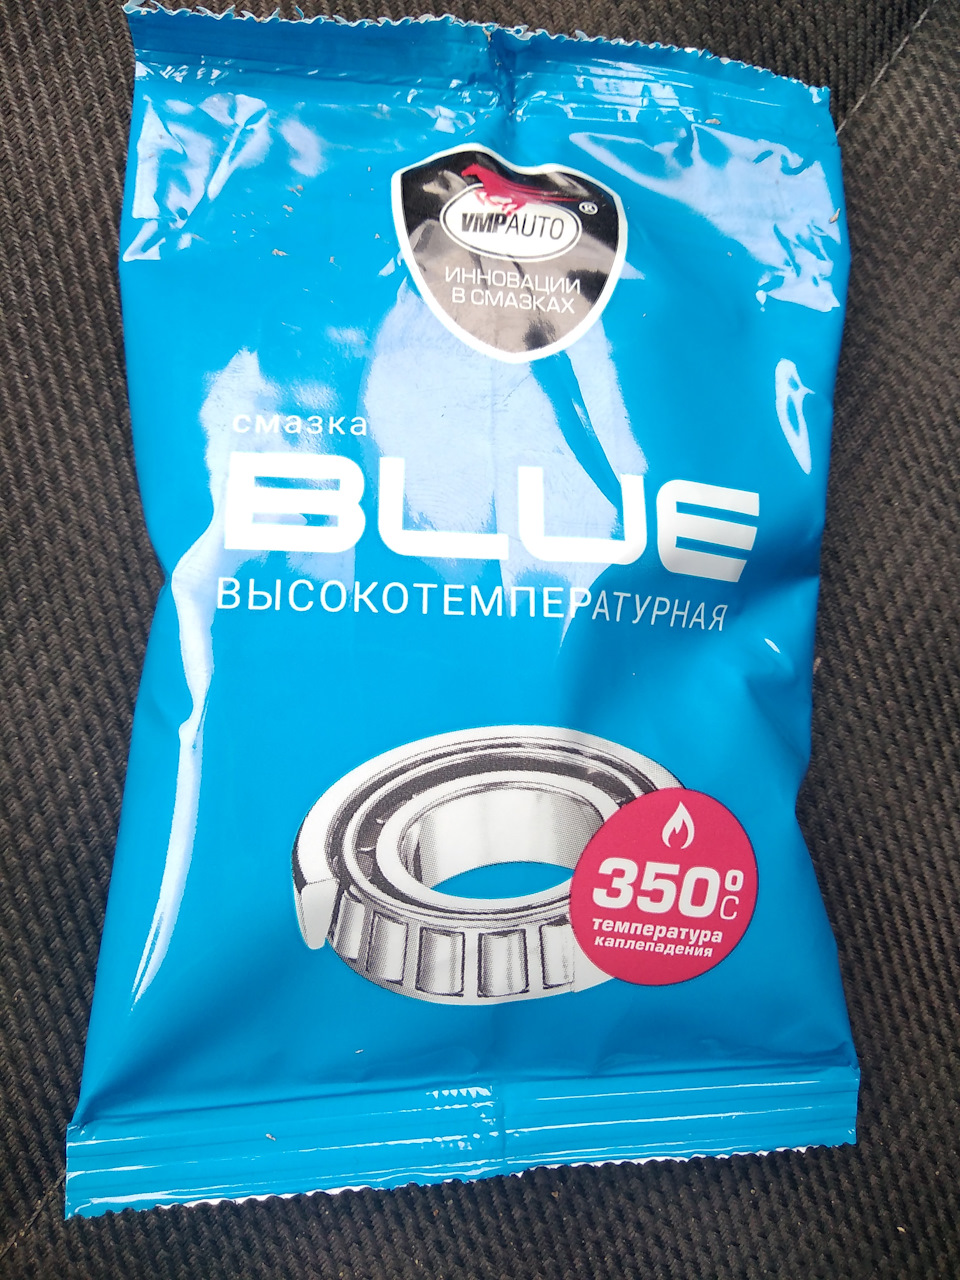 VMPAUTO ®
ИННОВАЦИИ
В СМАЗКАХ
смазка
BLUE
ВЫСОКОТЕМПЕРАТУРНАЯ
350°C
температура
каплепадения